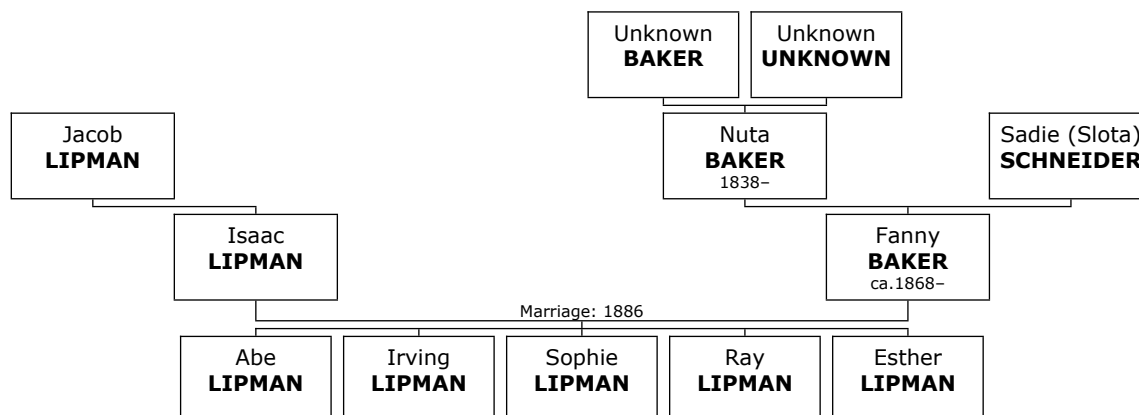 Unknown
BAKER
Unknown
UNKNOWN
Jacob
LIPMAN
Nuta
BAKER
1838–
Sadie (Slota)
SCHNEIDER
Isaac
LIPMAN
Fanny
BAKER
ca.1868–
Marriage: 1886
Abe
LIPMAN
Irving
LIPMAN
Sophie
LIPMAN
Ray
LIPMAN
Esther
LIPMAN